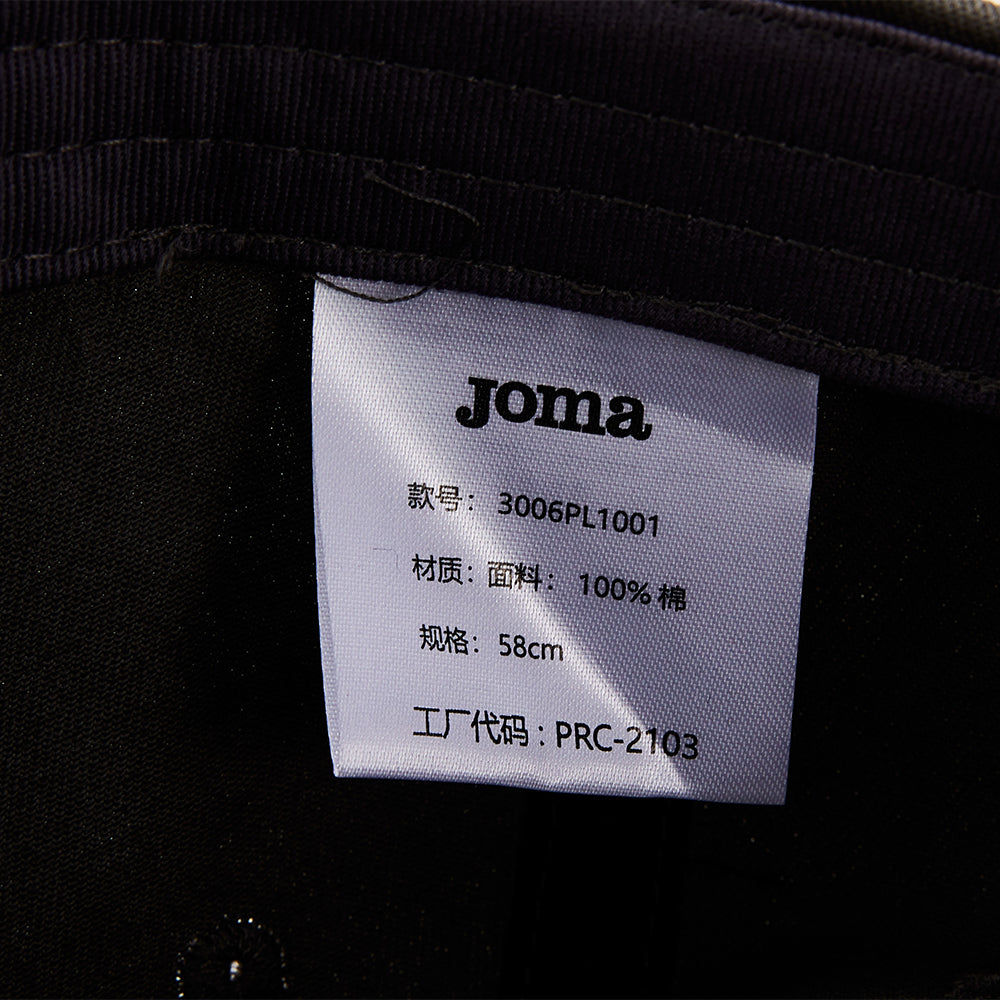 Joma
款号：3006PL1001
材质：面料：100% 棉
规格：58cm
工厂代码：PRC-2103